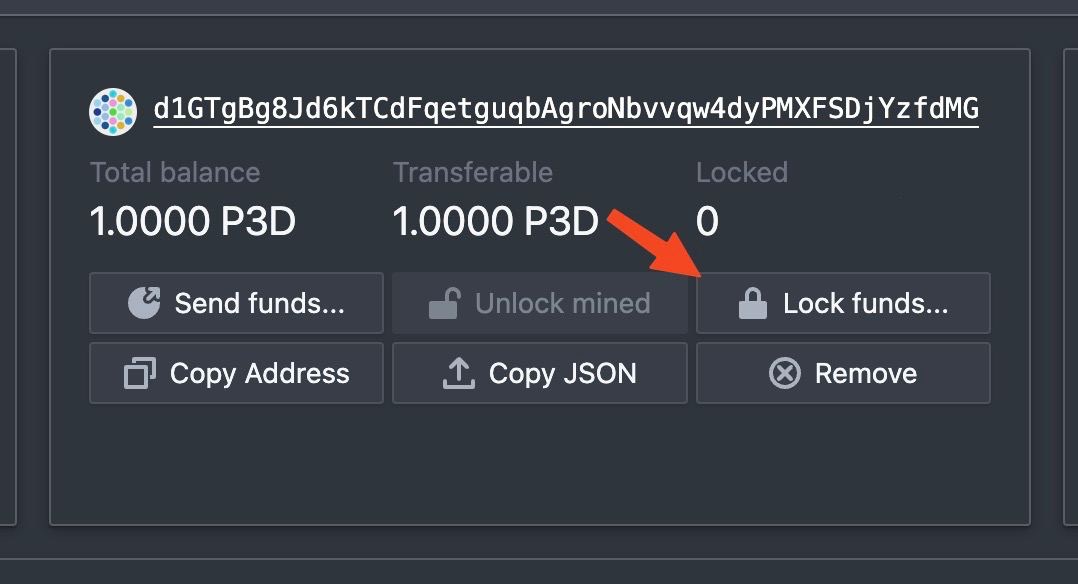 d1GTgBg8Jd6kTCdFqetguqbAgroNbvvqw4dyPMXFSDjYzfdMG
Total balance Transferable Locked
1.0000 P3D 1.0000 P3D 0
Send funds... Unlock mined Lock funds...
Copy Address Copy JSON Remove